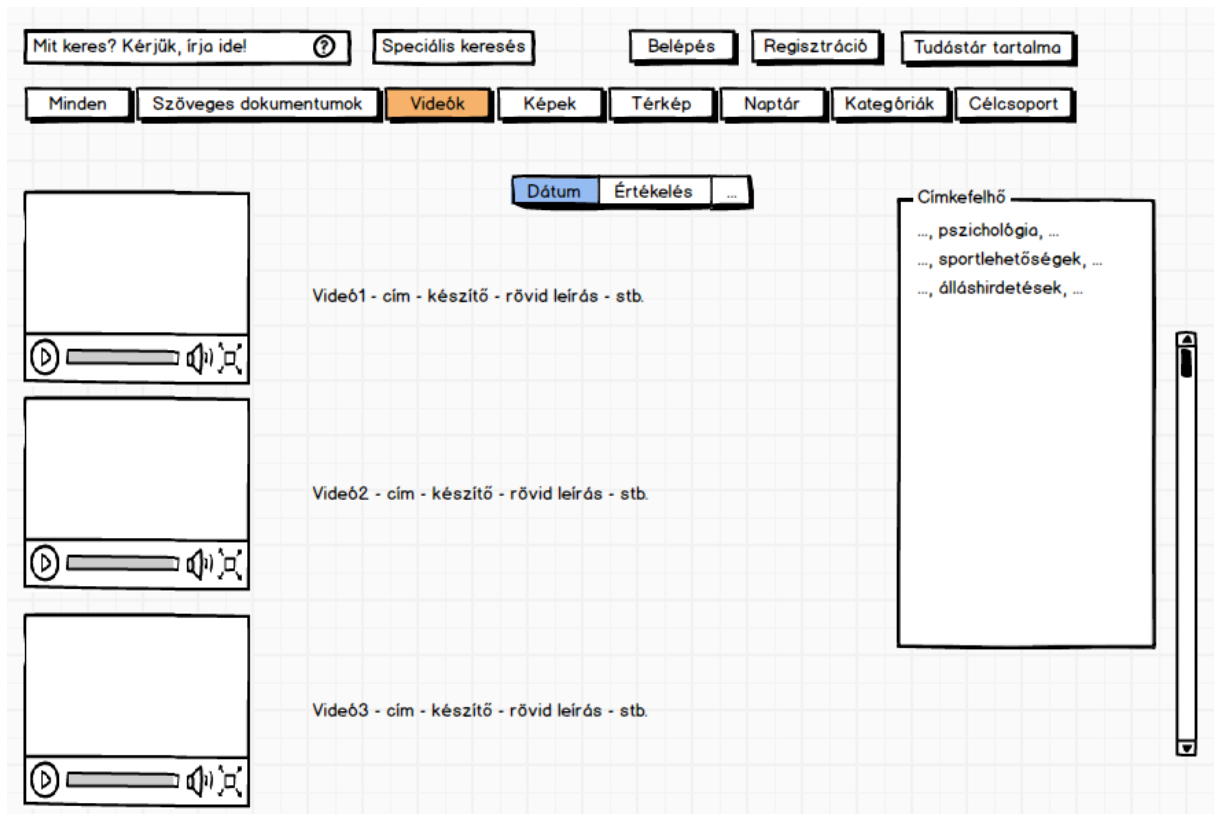 Mit keres? Kérjük, írja ide! ?
Speciális keresés
Belépés
Regisztráció
Tudástár tartalma
Minden
Szöveges dokumentumok
Videók
Képek
Térkép
Naptár
Kategóriák
Célcsoport
Dátum
Értékelés
...
Címkefelhő
..., pszichológia, ...
..., sportlehetőségek, ...
..., álláshirdetések, ...
Videó1 - cím - készítő - rövid leírás - stb.
Videó2 - cím - készítő - rövid leírás - stb.
Videó3 - cím - készítő - rövid leírás - stb.